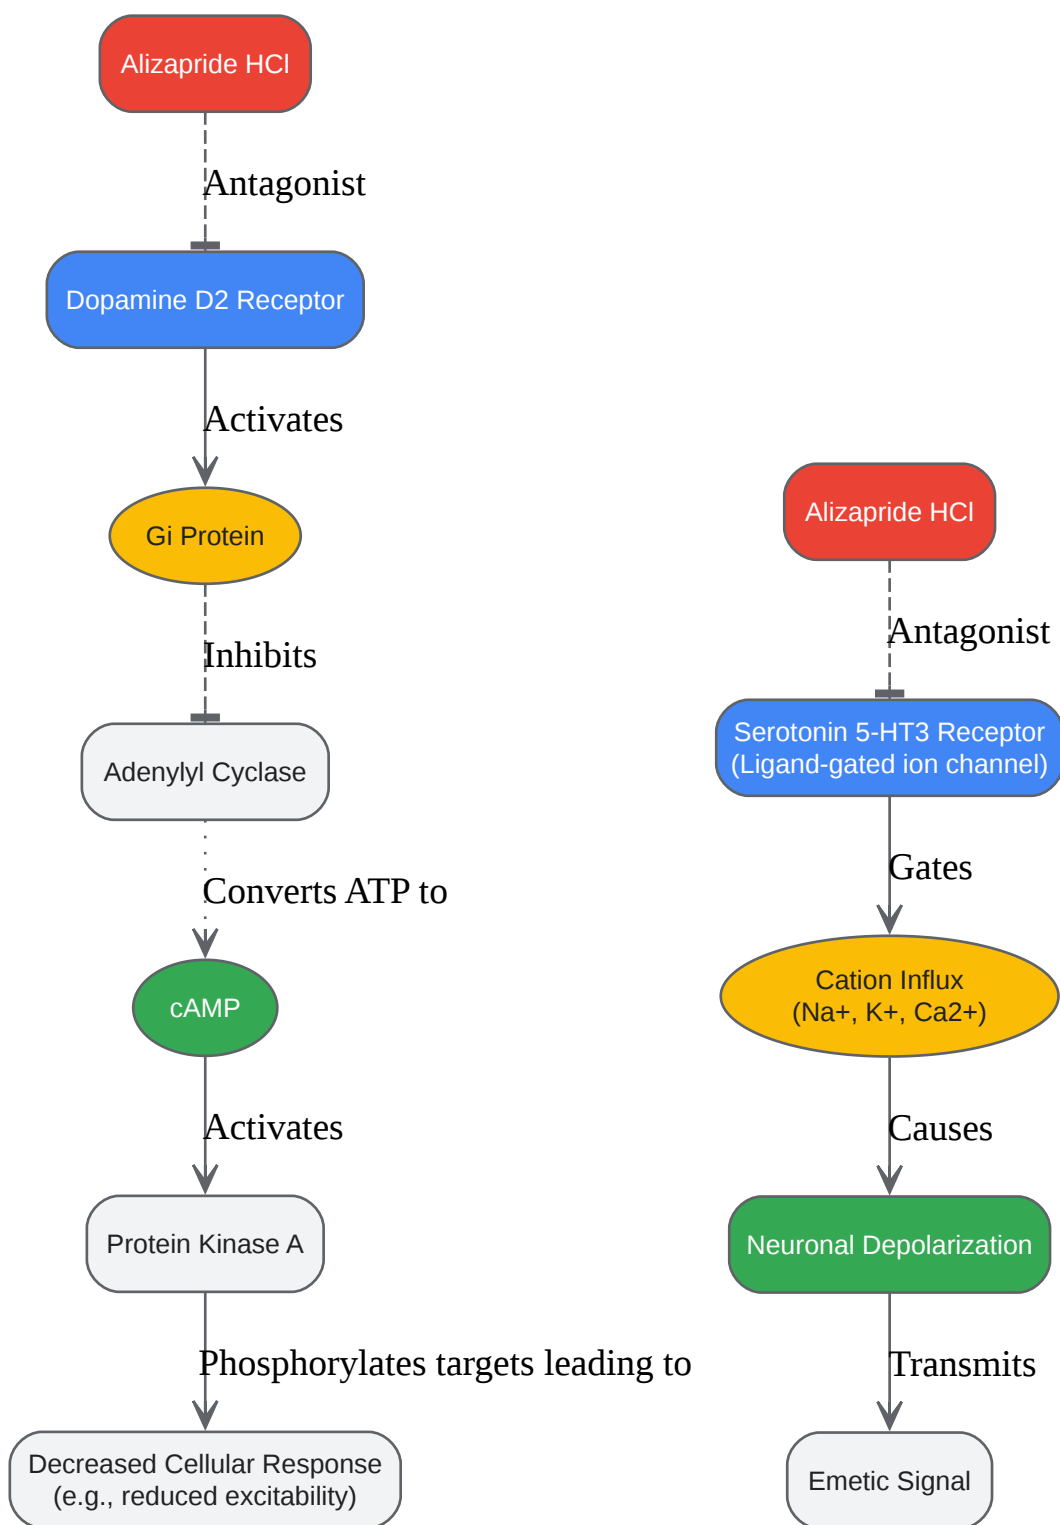 Alizapride HCl
Antagonist
Dopamine D2 Receptor
Activates
Gi Protein
Inhibits
Adenylyl Cyclase
Converts ATP to
cAMP
Activates
Protein Kinase A
Phosphorylates targets leading to
Decreased Cellular Response
(e.g., reduced excitability)
Alizapride HCl
Antagonist
Serotonin 5-HT3 Receptor
(Ligand-gated ion channel)
Gates
Cation Influx
(Na+, K+, Ca2+)
Causes
Neuronal Depolarization
Transmits
Emetic Signal